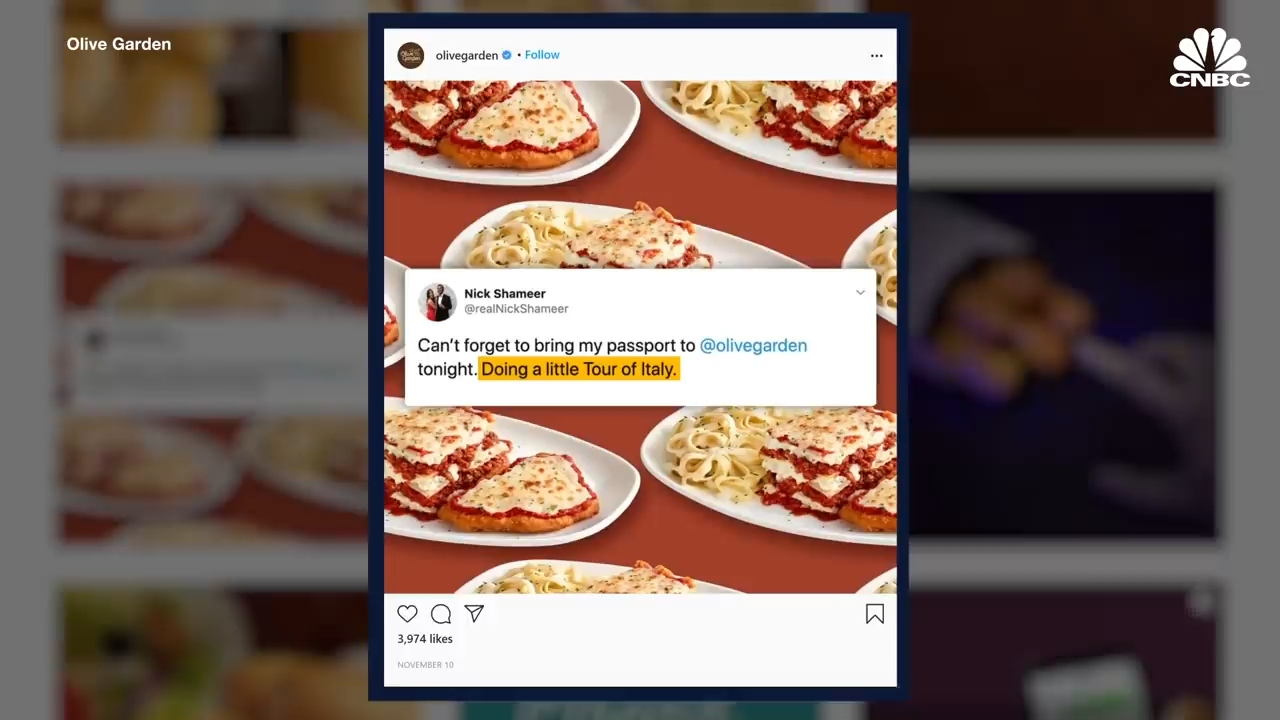 Olive Garden
CNBC
olivegarden • Follow
Nick Shameer
@realNickShameer
Can't forget to bring my passport to @olivegarden
tonight. Doing a little Tour of Italy.
3,974 likes
NOVEMBER 10